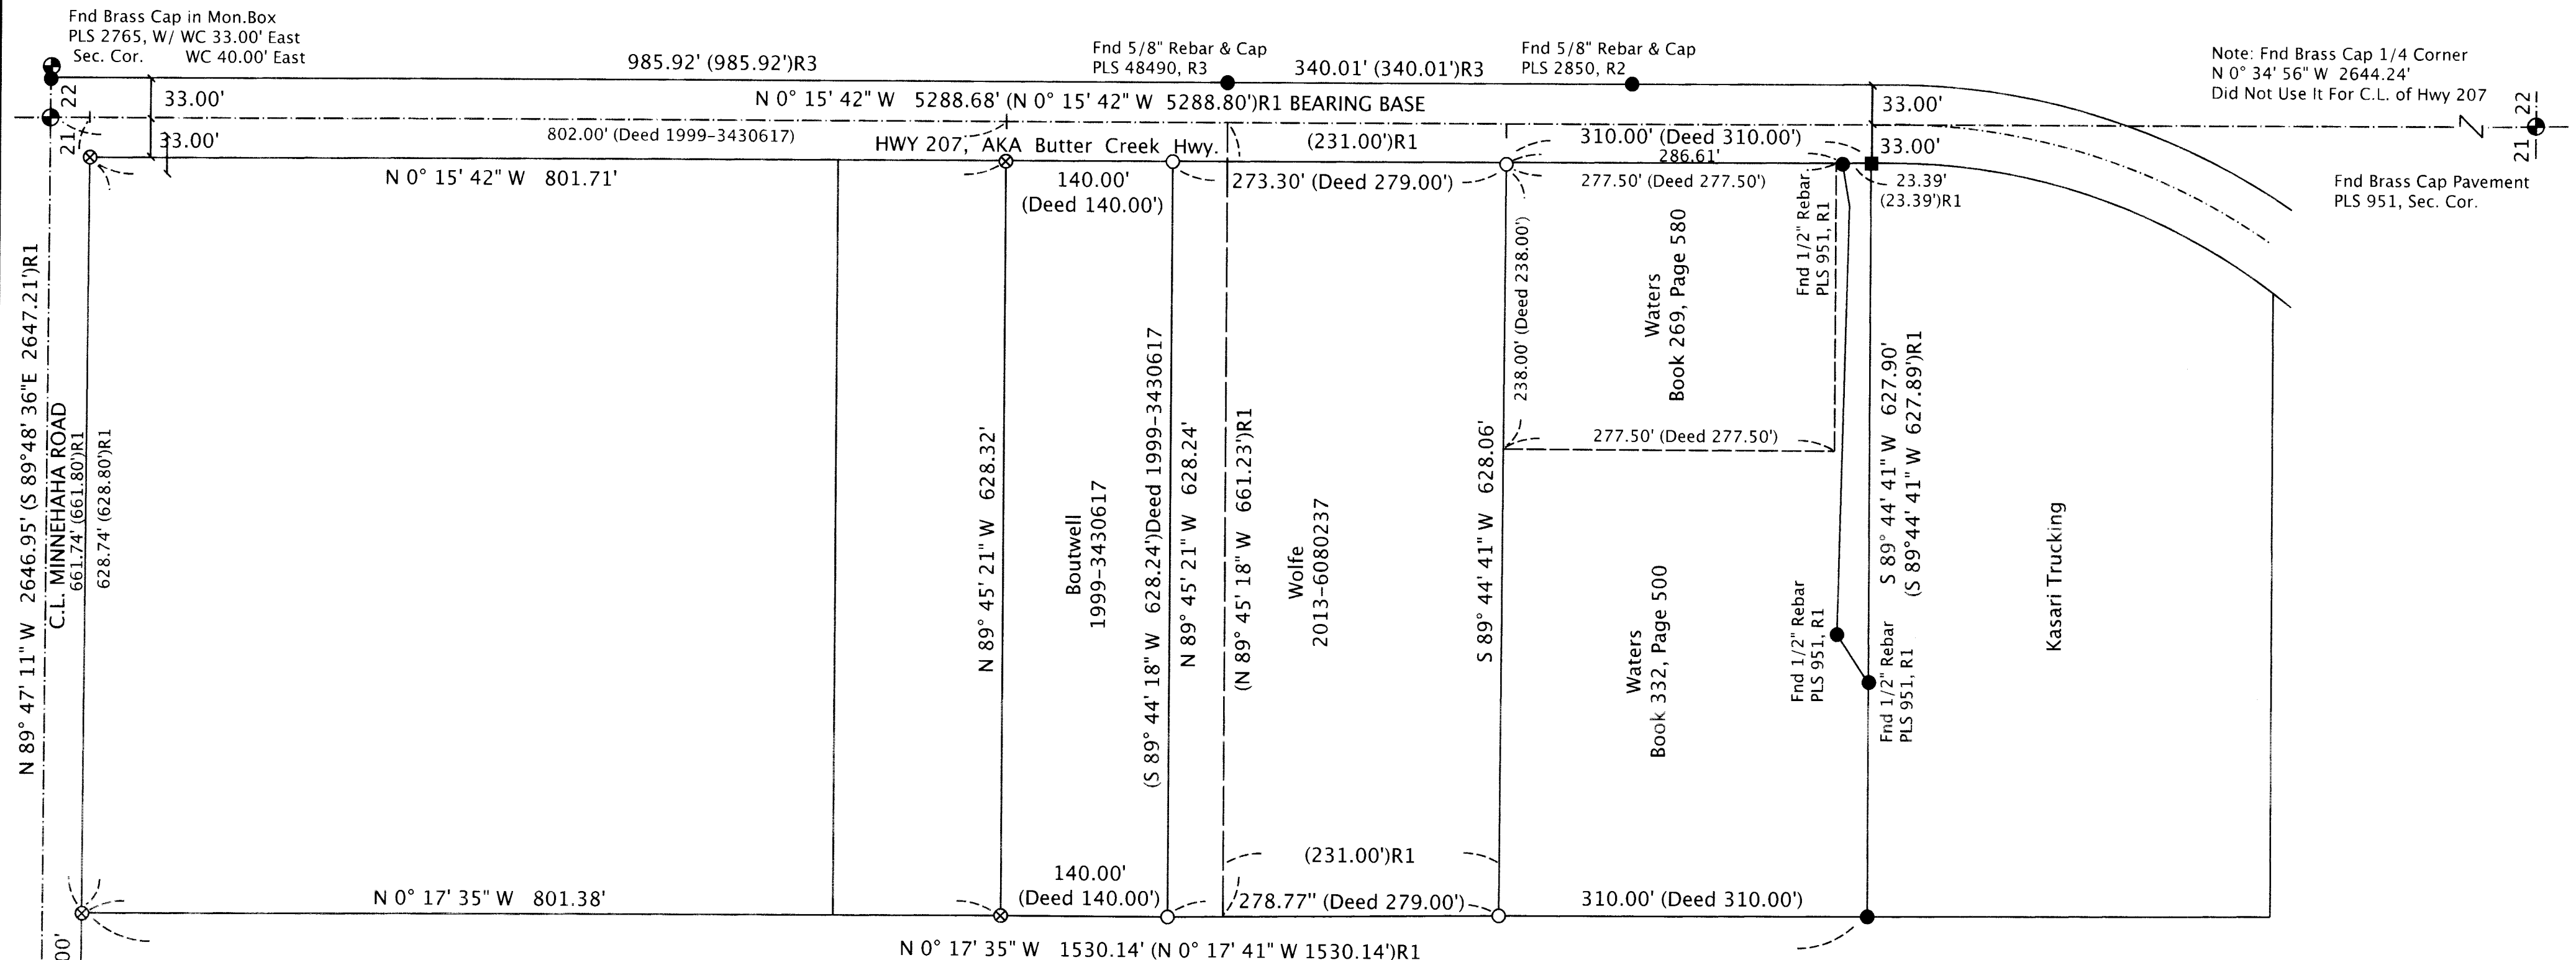 Fnd Brass Cap in Mon.Box
PLS 2765, W/ WC 33.00' East
Sec. Cor. WC 40.00' East
985.92' (985.92')R3
Fnd 5/8" Rebar & Cap
PLS 48490, R3
340.01' (340.01')R3
Fnd 5/8" Rebar & Cap
PLS 2850, R2
Note: Fnd Brass Cap 1/4 Corner
N 0° 34' 56" W 2644.24'
Did Not Use It For C.L. of Hwy 207
22
21
33.00'
33.00'
N 0° 15' 42" W 5288.68' (N 0° 15' 42" W 5288.80')R1 BEARING BASE
802.00' (Deed 1999-3430617)
HWY 207, AKA Butter Creek Hwy.
(231.00')R1
310.00' (Deed 310.00')
286.61'
33.00'
33.00'
N
22
21
N 0° 15' 42" W 801.71'
140.00'
(Deed 140.00')
273.30' (Deed 279.00')
277.50' (Deed 277.50')
23.39'
(23.39')R1
Fnd Brass Cap Pavement
PLS 951, Sec. Cor.
N 89° 47' 11" W 2646.95' (S 89°48' 36"E 2647.21')R1
C.L. MINNEHAHA ROAD
661.74' (661.80')R1
628.74' (628.80')R1
N 89° 45' 21" W 628.32'
Boutwell
1999-3430617
(S 89° 44' 18" W 628.24')Deed 1999-3430617
N 89° 45' 21" W 628.24'
(N 89° 45' 18" W 661.23')R1
Wolfe
2013-6080237
S 89° 44' 41" W 628.06'
238.00' (Deed 238.00')
Waters
Book 269, Page 580
277.50' (Deed 277.50')
Waters
Book 332, Page 500
Fnd 1/2" Rebar
PLS 951, R1
Fnd 1/2" Rebar
PLS 951, R1
Fnd 1/2" Rebar
PLS 951, R1
S 89° 44' 41" W 627.90'
(S 89°44' 41" W 627.89')R1
Kasari Trucking
N 0° 17' 35" W 801.38'
140.00'
(Deed 140.00')
(231.00')R1
278.77" (Deed 279.00')
310.00' (Deed 310.00')
N 0° 17' 35" W 1530.14' (N 0° 17' 41" W 1530.14')R1